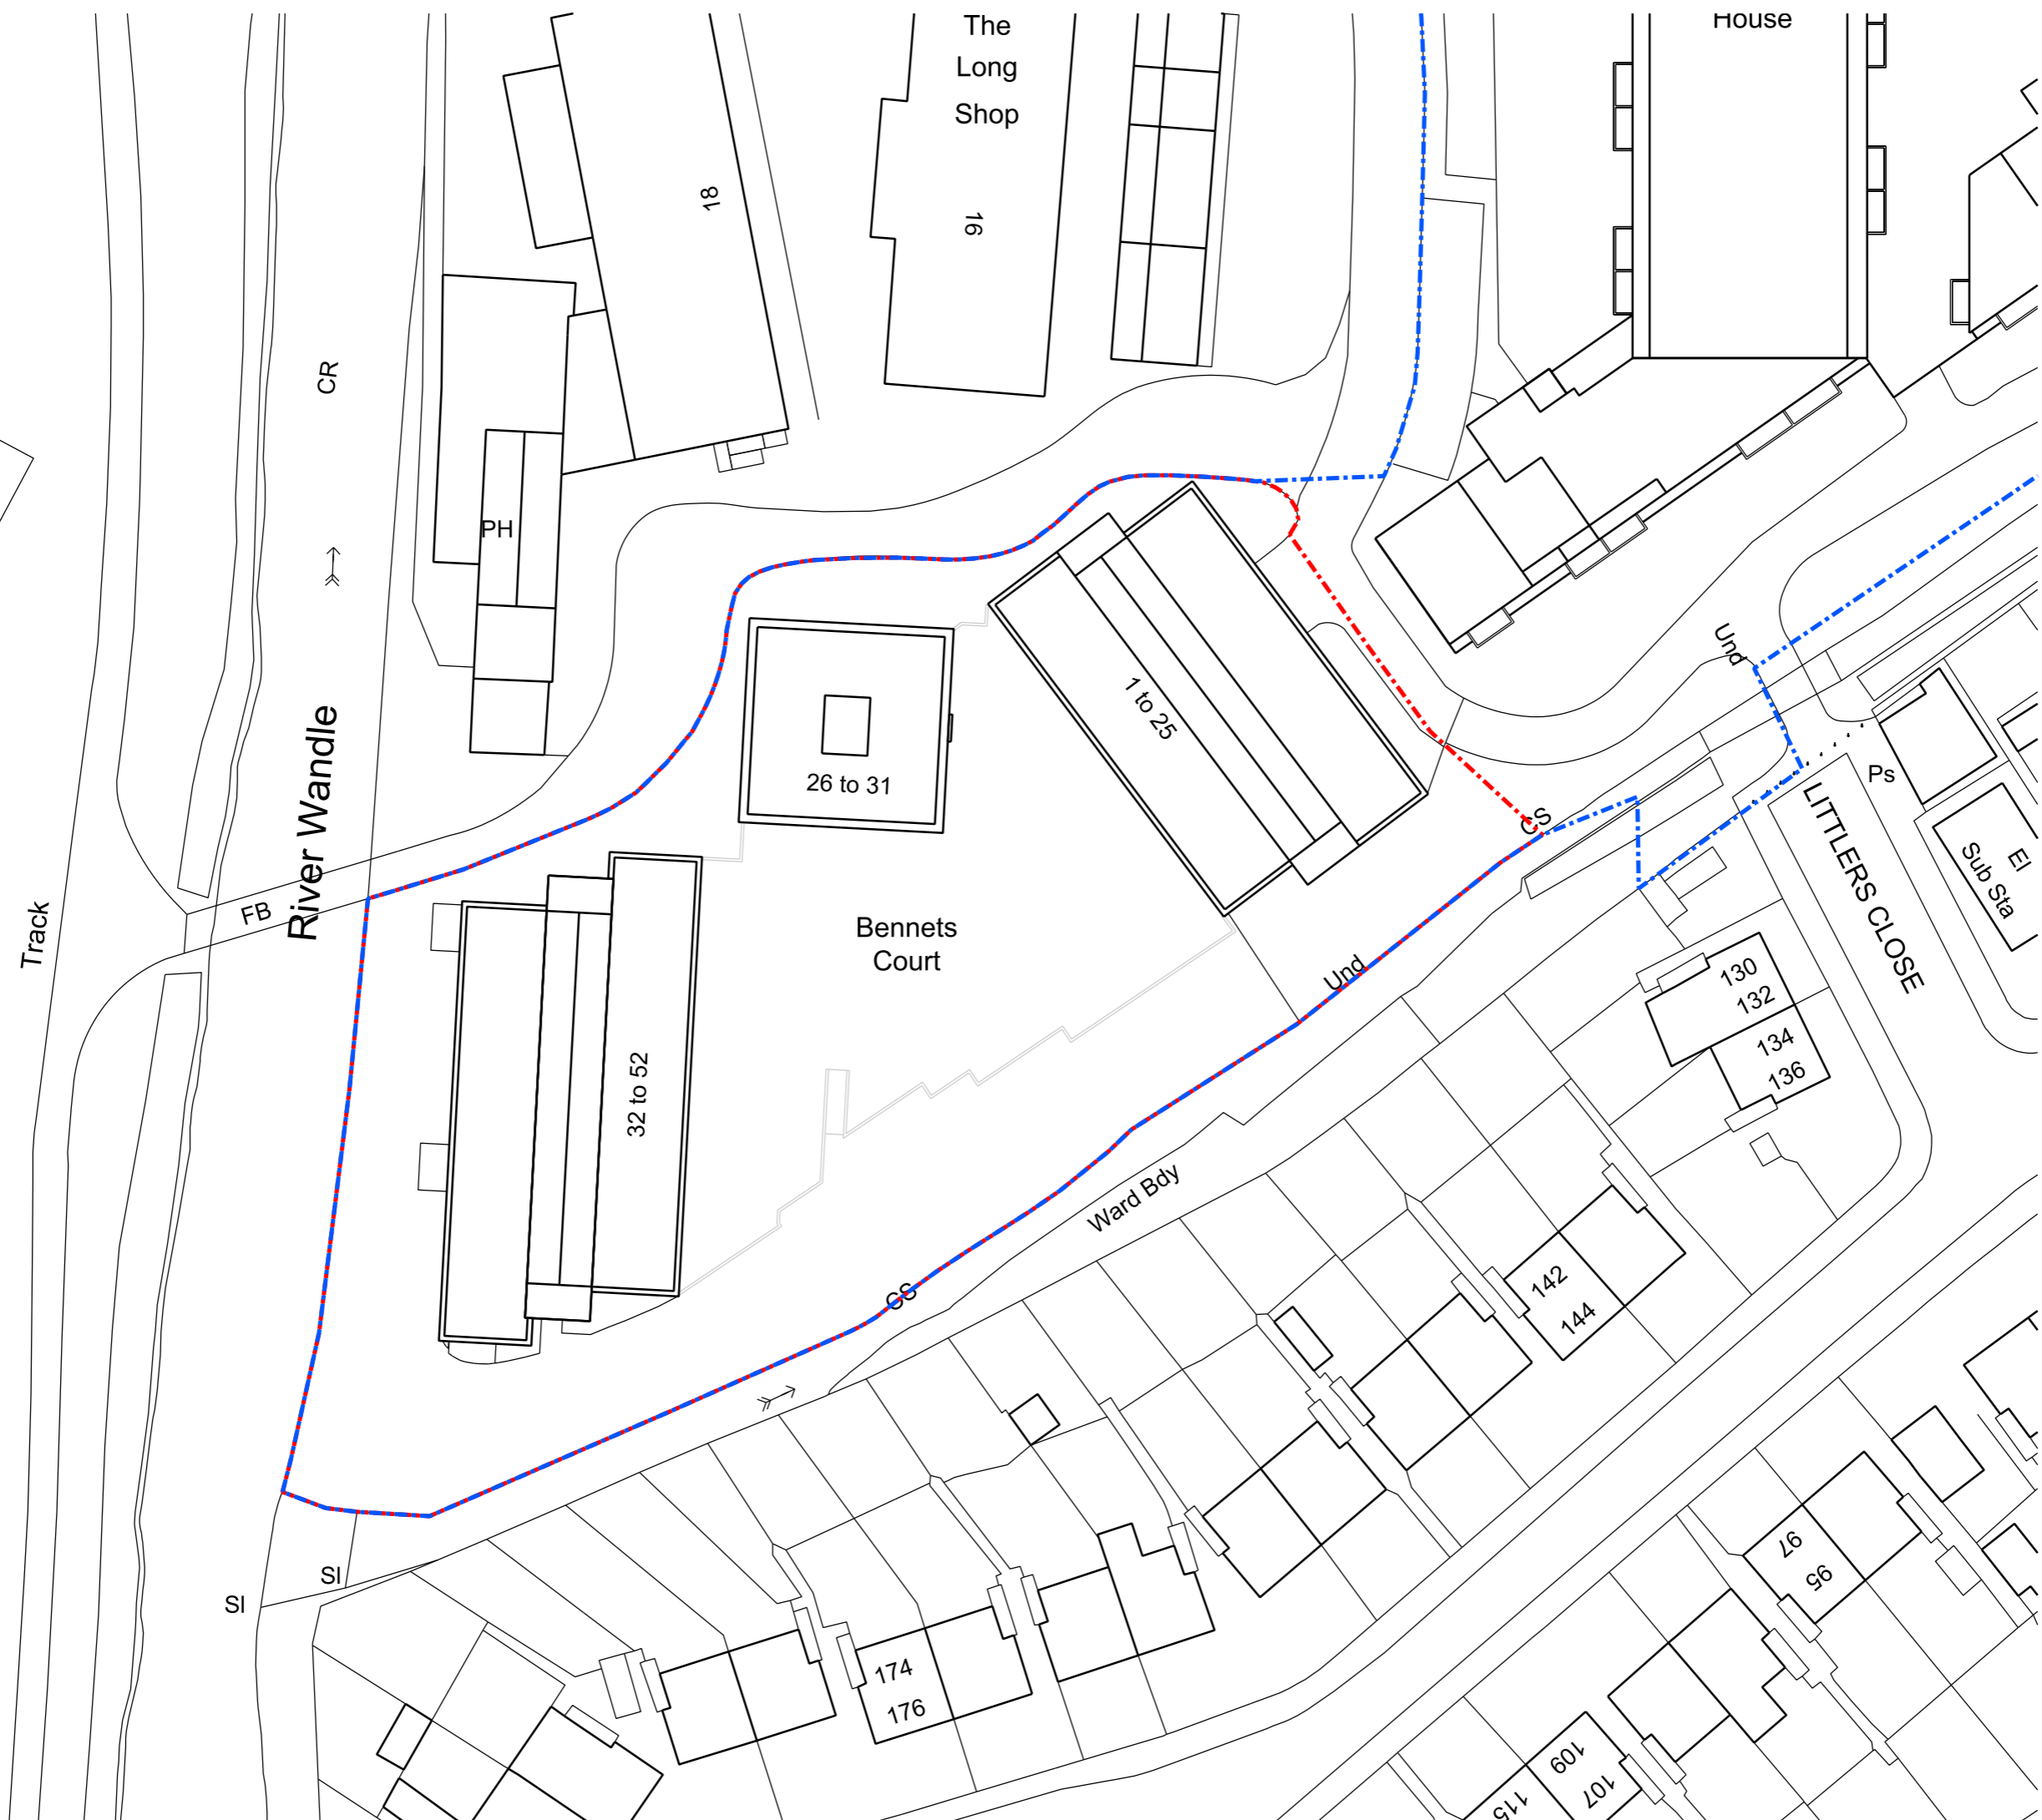 The
Long
Shop
House
18
16
CR
PH
River Wandle
FB
Track
1 to 25
26 to 31
Bennets
Court
32 to 52
Und
CS
Und
Ps
LITTLERS CLOSE
El
Sub Sta
130
132
134
136
Ward Bdy
CS
142
144
SI
SI
174
176
97
95
109
107
115